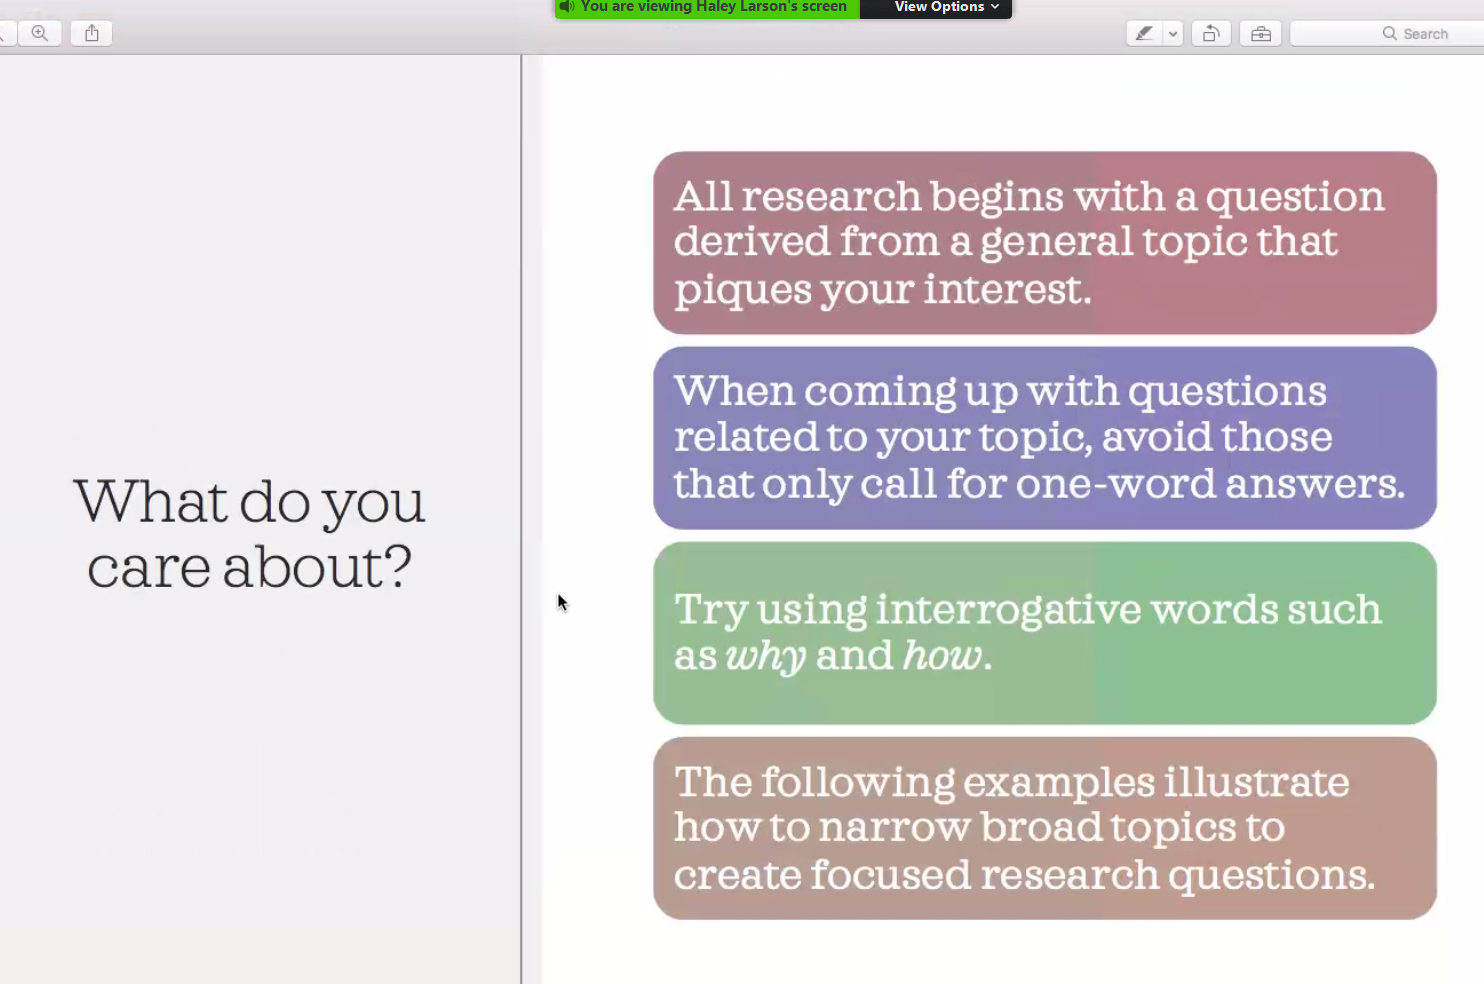 You are viewing Haley Larson's screen
View Options
Search
What do you
care about?
All research begins with a question
derived from a general topic that
piques your interest.
When coming up with questions
related to your topic, avoid those
that only call for one-word answers.
Try using interrogative words such
as why and how.
The following examples illustrate
how to narrow broad topics to
create focused research questions.